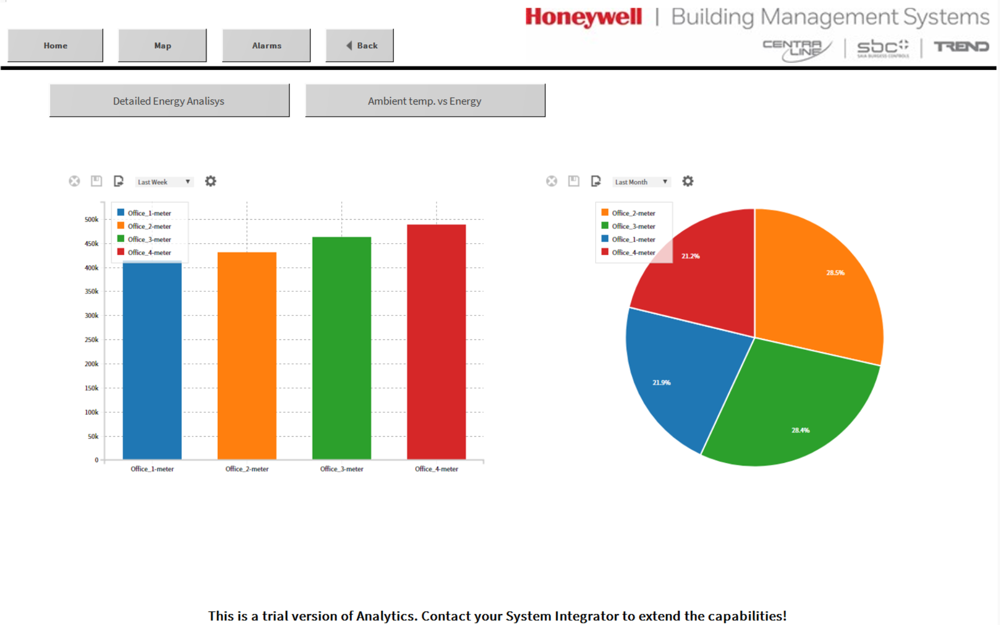 Honeywell | Building Management Systems
CENTRA LINE | sbc SAIA BURGESS CONTROLS | TREND
Home
Map
Alarms
Back
Detailed Energy Analisys
Ambient temp. vs Energy
Last Week
Office_1-meter
Office_2-meter
Office_3-meter
Office_4-meter
500k
450k
400k
350k
300k
250k
200k
150k
100k
50k
0
Office_1-meter
Office_2-meter
Office_3-meter
Office_4-meter
Last Month
Office_2-meter
Office_3-meter
Office_1-meter
Office_4-meter
21.2%
28.5%
21.9%
28.4%
This is a trial version of Analytics. Contact your System Integrator to extend the capabilities!